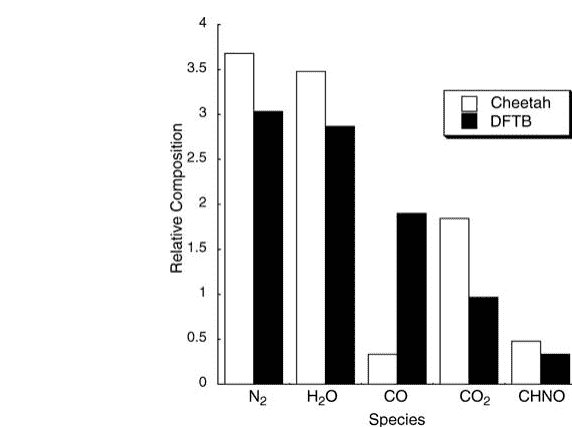 4
3.5
3
2.5
2
1.5
1
0.5
0
Relative Composition
Cheetah
DFTB
N₂ H₂O CO CO₂ CHNO
Species